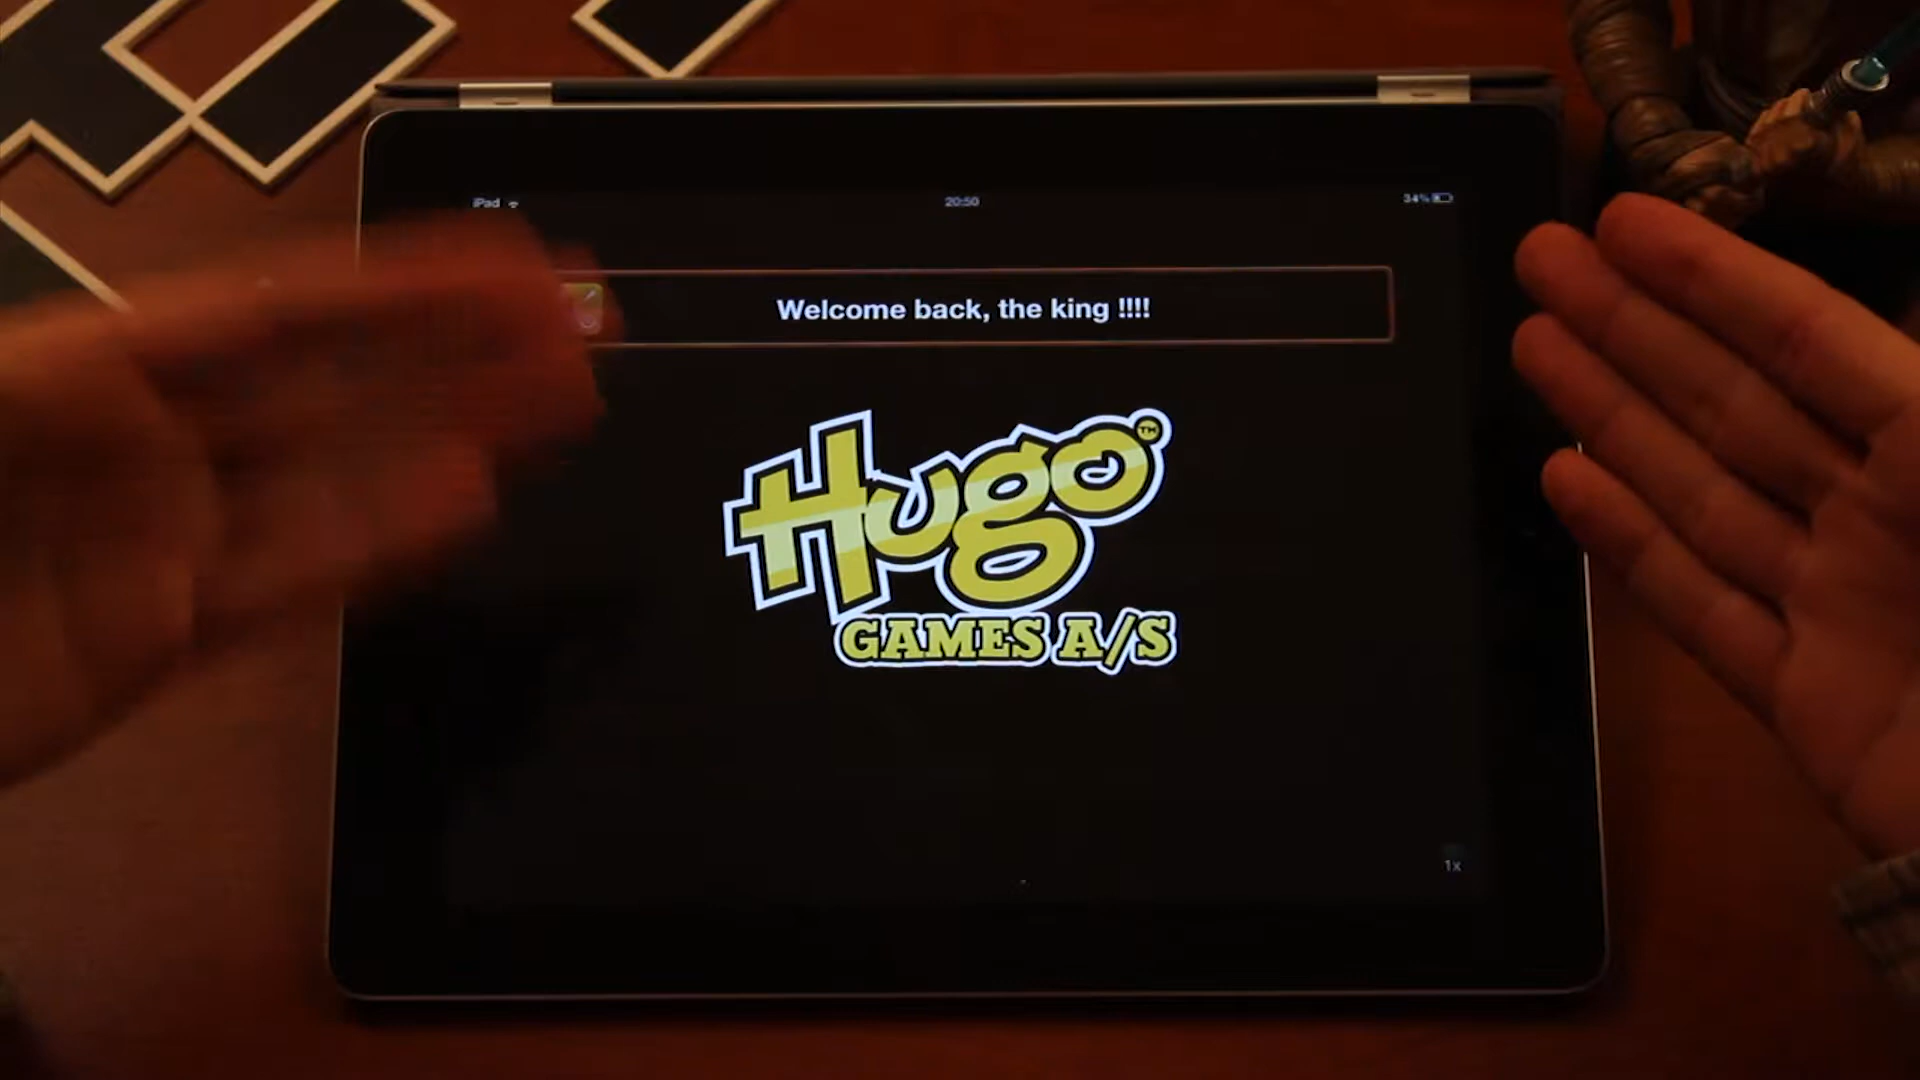 iPad 20:50 34%
Welcome back, the king !!!!
Hugo TM
GAMES A/S
1x